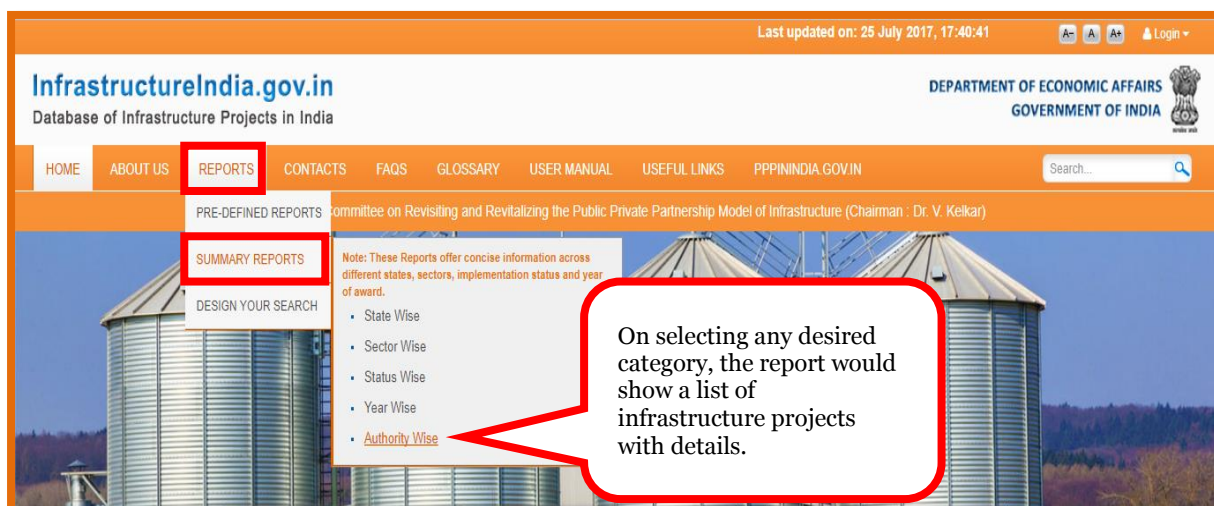 Last updated on: 25 July 2017, 17:40:41 A- A A+ Login
InfrastructureIndia.gov.in
Database of Infrastructure Projects in India
DEPARTMENT OF ECONOMIC AFFAIRS
GOVERNMENT OF INDIA
HOME ABOUT US REPORTS CONTACTS FAQS GLOSSARY USER MANUAL USEFUL LINKS PPPININDIA.GOV.IN Search...
ommittee on Revisiting and Revitalizing the Public Private Partnership Model of Infrastructure (Chairman : Dr. V. Kelkar)
PRE-DEFINED REPORTS
SUMMARY REPORTS
DESIGN YOUR SEARCH
Note: These Reports offer concise information across
different states, sectors, implementation status and year
of award.
State Wise
Sector Wise
Status Wise
Year Wise
Authority Wise
On selecting any desired
category, the report would
show a list of
infrastructure projects
with details.